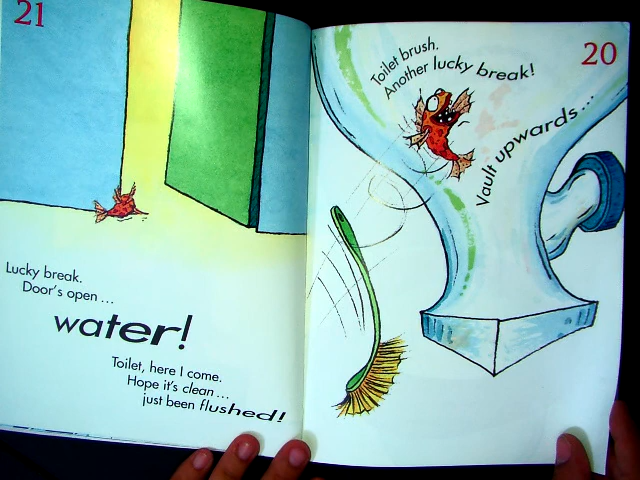 21
Lucky break.
Door's open ...
water!
Toilet, here I come.
Hope it's clean ...
just been flushed!
20
Toilet brush.
Another lucky break!
Vault upwards ...